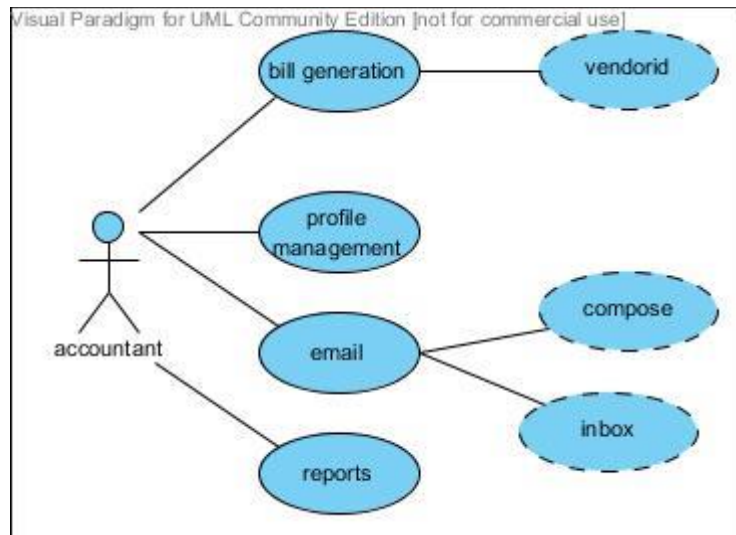 Visual Paradigm for UML Community Edition [not for commercial use]
bill generation
vendorid
profile
management
compose
accountant
email
inbox
reports